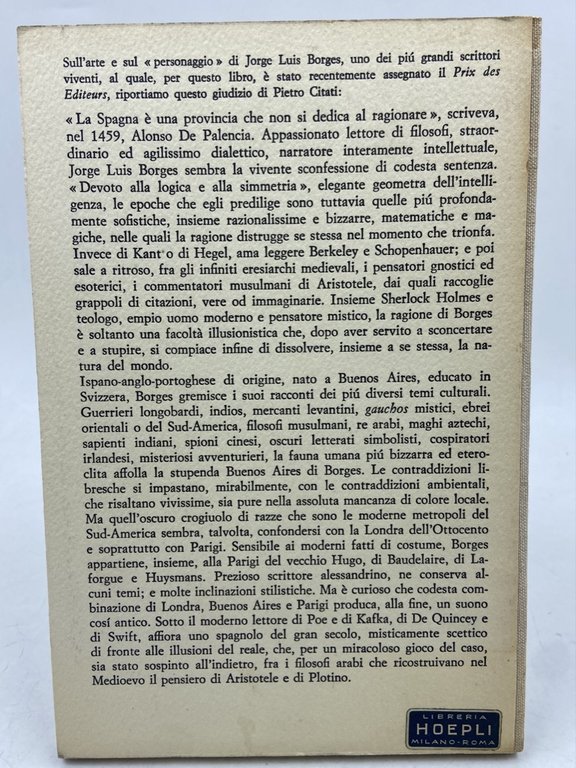 Sull'arte e sul « personaggio » di Jorge Luis Borges, uno dei piú grandi scrittori
viventi, al quale, per questo libro, è stato recentemente assegnato il Prix des
Editeurs, riportiamo questo giudizio di Pietro Citati:
« La Spagna è una provincia che non si dedica al ragionare », scriveva,
nel 1459, Alonso De Palencia. Appassionato lettore di filosofi, straor-
dinario ed agilissimo dialettico, narratore interamente intellettuale,
Jorge Luis Borges sembra la vivente sconfessione di codesta sentenza.
« Devoto alla logica e alla simmetria », elegante geometra dell'intelli-
genza, le epoche che egli predilige sono tuttavia quelle piú profonda-
mente sofistiche, insieme razionalissime e bizzarre, matematiche e ma-
giche, nelle quali la ragione distrugge se stessa nel momento che trionfa.
Invece di Kant o di Hegel, ama leggere Berkeley e Schopenhauer; e poi
sale a ritroso, fra gli infiniti eresiarchi medievali, i pensatori gnostici ed
esoterici, i commentatori musulmani di Aristotele, dai quali raccoglie
grappoli di citazioni, vere od immaginarie. Insieme Sherlock Holmes e
teologo, empio uomo moderno e pensatore mistico, la ragione di Borges
è soltanto una facoltà illusionistica che, dopo aver servito a sconcertare
e a stupire, si compiace infine di dissolvere, insieme a se stessa, la na-
tura del mondo.
Ispano-anglo-portoghese di origine, nato a Buenos Aires, educato in
Svizzera, Borges gremisce i suoi racconti dei piú diversi temi culturali.
Guerrieri longobardi, indios, mercanti levantini, gauchos mistici, ebrei
orientali o del Sud-America, filosofi musulmani, re arabi, maghi aztechi,
sapienti indiani, spioni cinesi, oscuri letterati simbolisti, cospiratori
irlandesi, misteriosi avventurieri, la fauna umana piú bizzarra ed etero-
clita affolla la stupenda Buenos Aires di Borges. Le contraddizioni li-
bresche si impastano, mirabilmente, con le contraddizioni ambientali,
che risaltano vivissime, sia pure nella assoluta mancanza di colore locale.
Ma quell'oscuro crogiuolo di razze che sono le moderne metropoli del
Sud-America sembra, talvolta, confondersi con la Londra dell'Ottocento
e soprattutto con Parigi. Sensibile ai moderni fatti di costume, Borges
appartiene, insieme, alla Parigi del vecchio Hugo, di Baudelaire, di La-
forgue e Huysmans. Prezioso scrittore alessandrino, ne conserva al-
cuni temi; e molte inclinazioni stilistiche. Ma è curioso che codesta com-
binazione di Londra, Buenos Aires e Parigi produca, alla fine, un suono
cosí antico. Sotto il moderno lettore di Poe e di Kafka, di De Quincey e
di Swift, affiora uno spagnolo del gran secolo, misticamente scettico
di fronte alle illusioni del reale, che, per un miracoloso gioco del caso,
sia stato sospinto all'indietro, fra i filosofi arabi che ricostruivano nel
Medioevo il pensiero di Aristotele e di Plotino.
LIBRERIA
HOEPLI
MILANO-ROMA